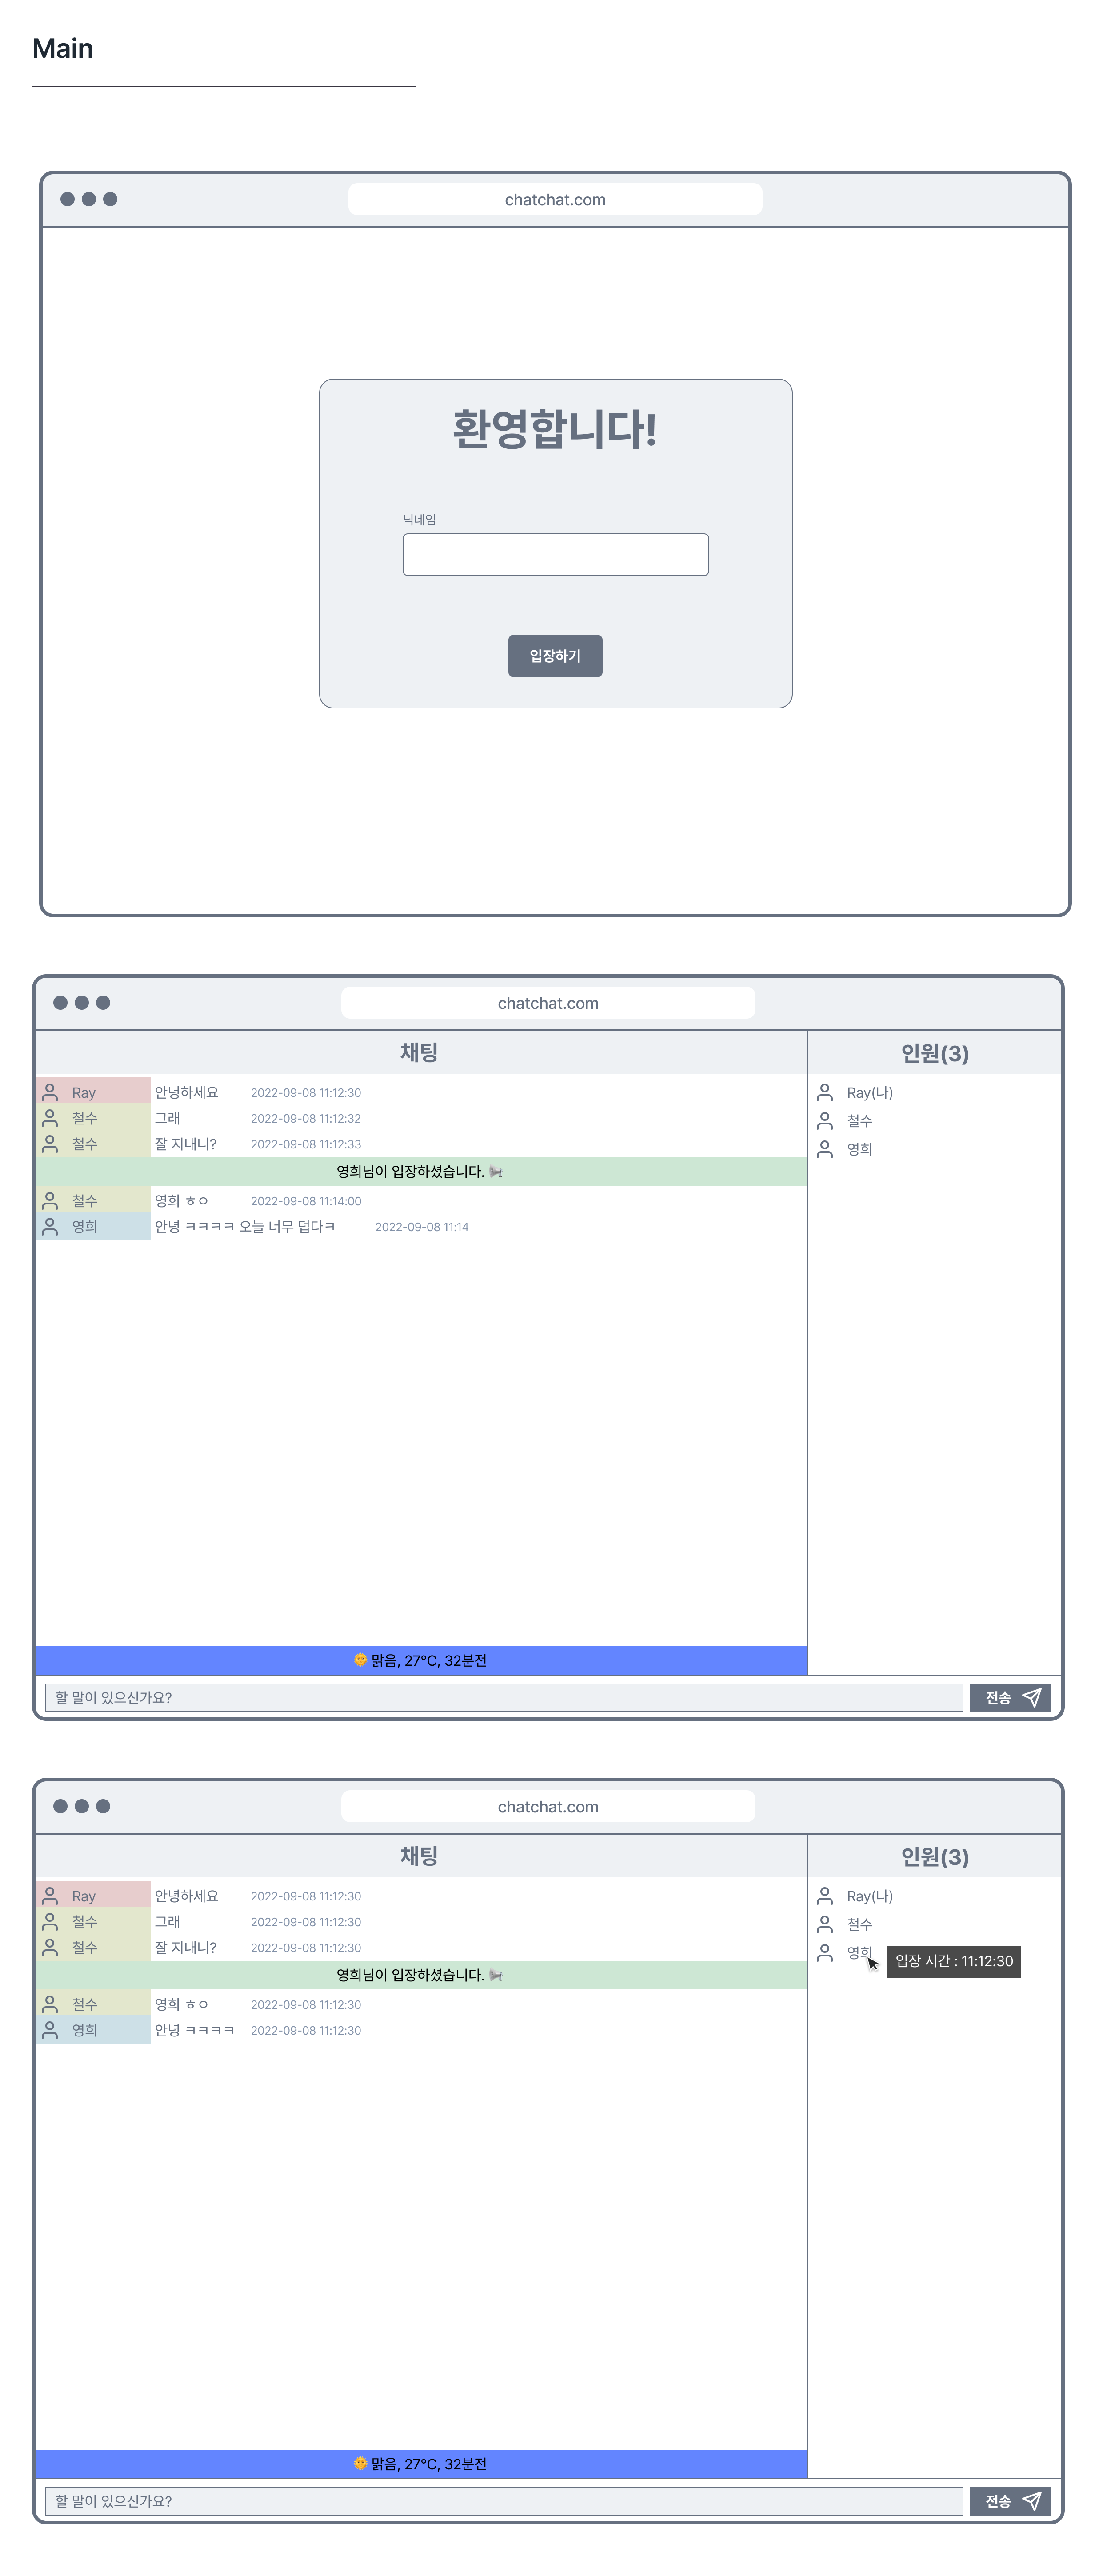 Main
chatchat.com
환영합니다!
닉네임
입장하기
chatchat.com
채팅
인원(3)
Ray 안녕하세요 2022-09-08 11:12:30
철수 그래 2022-09-08 11:12:32
철수 잘 지내니? 2022-09-08 11:12:33
영희님이 입장하셨습니다.
철수 영희 ㅎㅇ 2022-09-08 11:14:00
영희 안녕 ㅋㅋㅋㅋ 오늘 너무 덥다ㅋ 2022-09-08 11:14
Ray(나)
철수
영희
🌞 맑음, 27°C, 32분전
할 말이 있으신가요?
전송
chatchat.com
채팅
인원(3)
Ray 안녕하세요 2022-09-08 11:12:30
철수 그래 2022-09-08 11:12:30
철수 잘 지내니? 2022-09-08 11:12:30
영희님이 입장하셨습니다.
철수 영희 ㅎㅇ 2022-09-08 11:12:30
영희 안녕 ㅋㅋㅋㅋ 2022-09-08 11:12:30
Ray(나)
철수
영희
입장 시간 : 11:12:30
🌞 맑음, 27°C, 32분전
할 말이 있으신가요?
전송